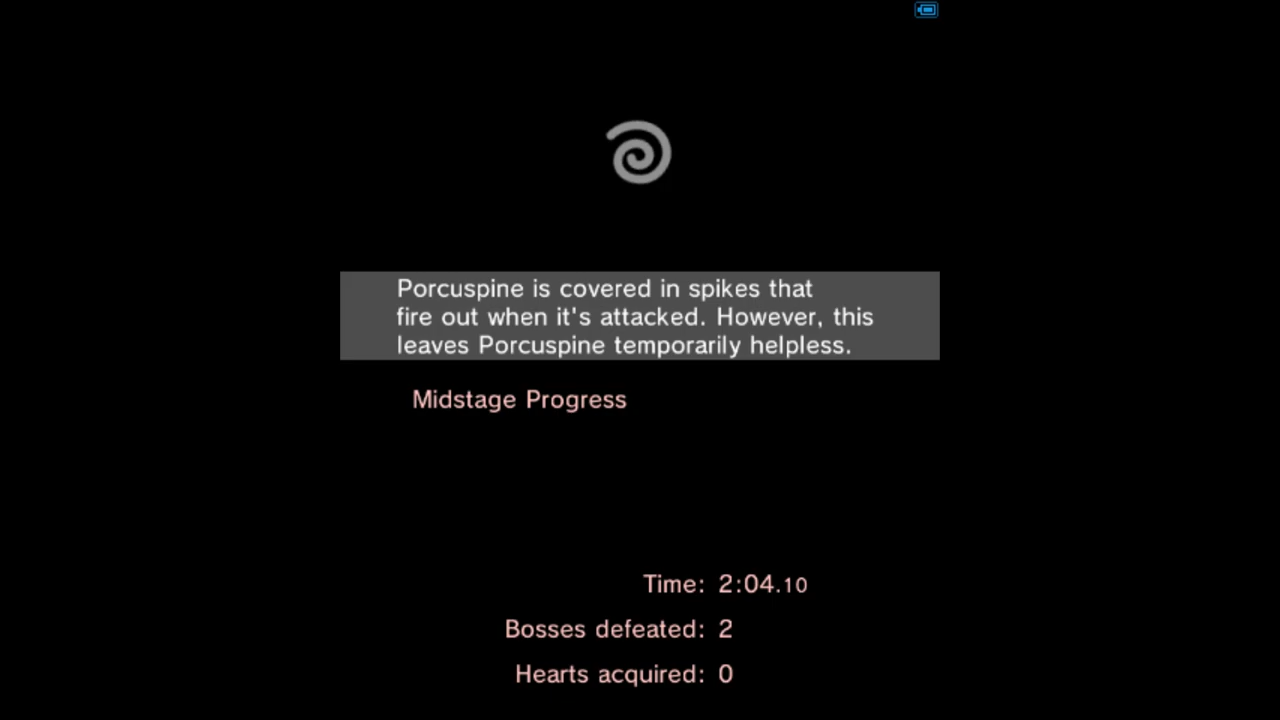 Porcuspine is covered in spikes that
fire out when it's attacked. However, this
leaves Porcuspine temporarily helpless.
Midstage Progress
Time: 2:04.10
Bosses defeated: 2
Hearts acquired: 0